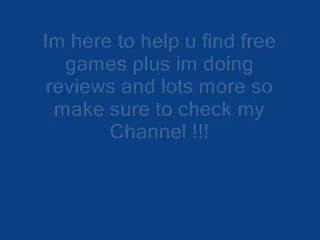 Im here to help u find free
games plus im doing
reviews and lots more so
make sure to check my
Channel !!!